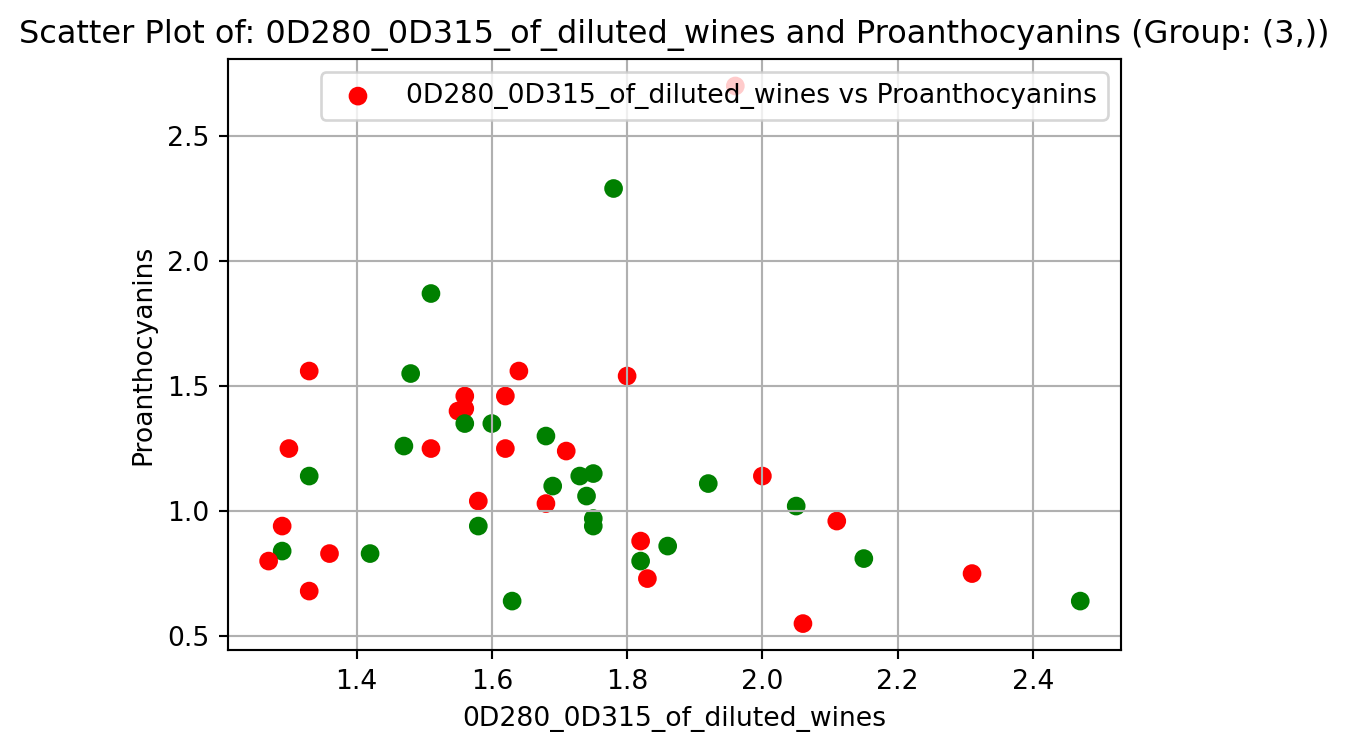 Scatter Plot of: 0D280_0D315_of_diluted_wines and Proanthocyanins (Group: (3,))
0D280_0D315_of_diluted_wines vs Proanthocyanins
2.5
2.0
1.5
1.0
0.5
Proanthocyanins
1.4 1.6 1.8 2.0 2.2 2.4
0D280_0D315_of_diluted_wines